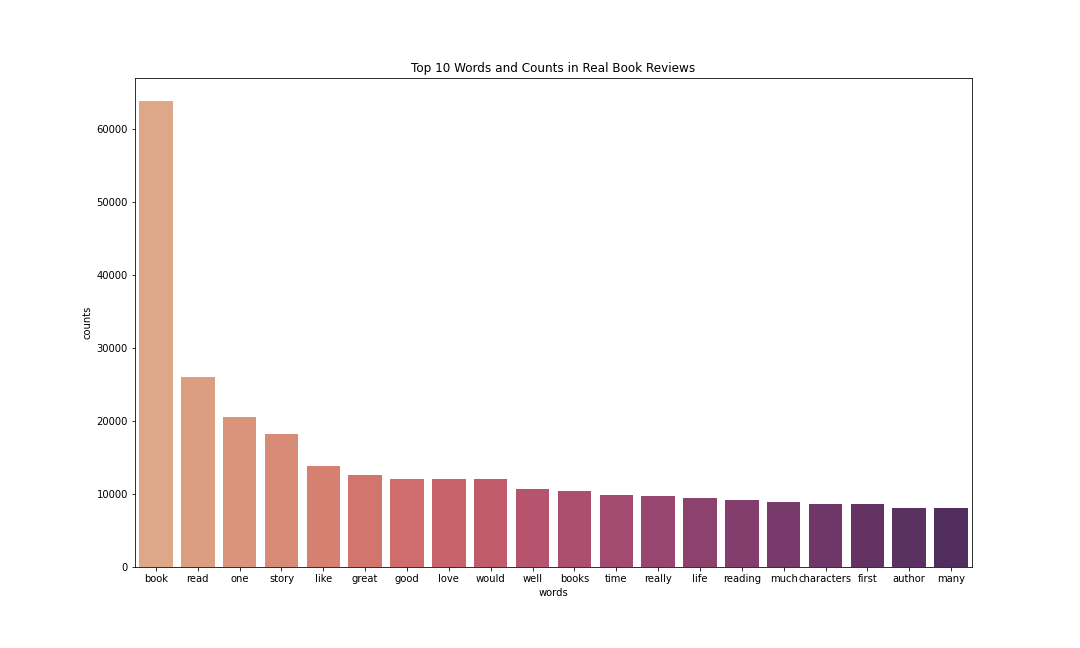 Top 10 Words and Counts in Real Book Reviews
counts
60000
50000
40000
30000
20000
10000
0
book read one story like great good love would well books time really life reading much characters first author many
words